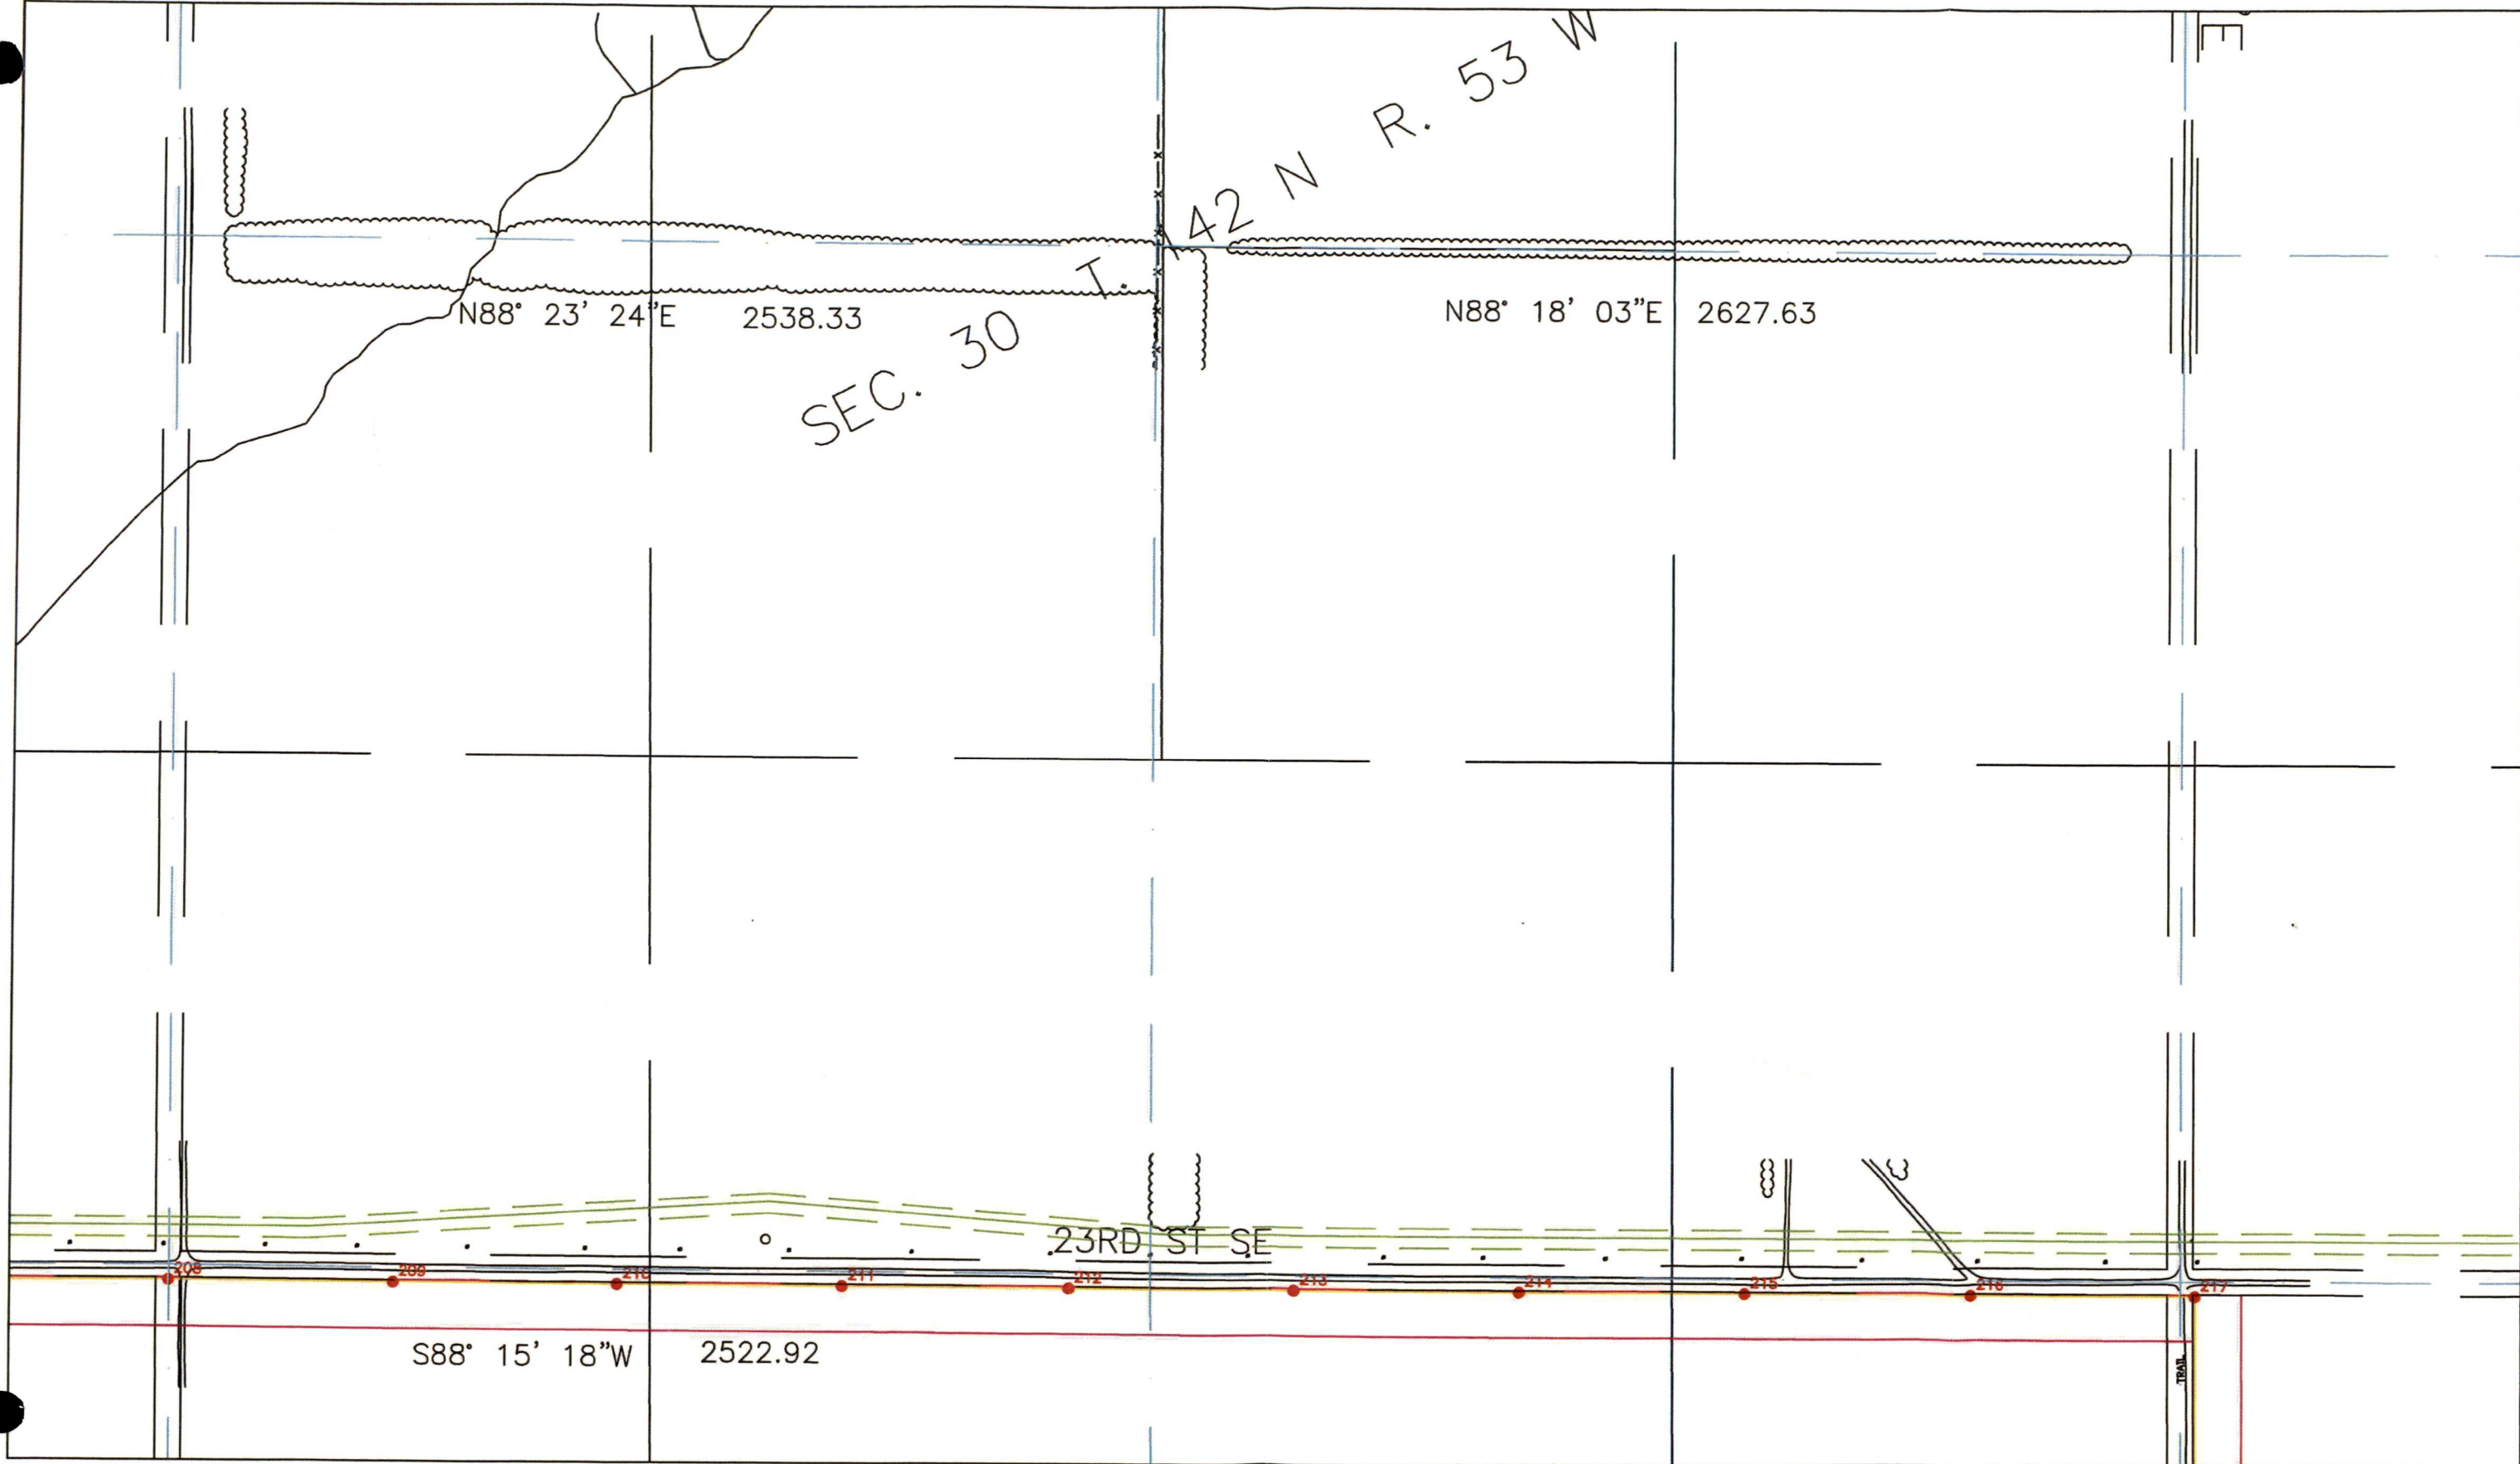 E
SEC. 30 T. 142 N R. 53 W
N88° 23' 24"E 2538.33
N88° 18' 03"E 2627.63
23RD ST SE
208 209 210 211 212 213 214 215 216 217
S88° 15' 18"W 2522.92
TRAIL